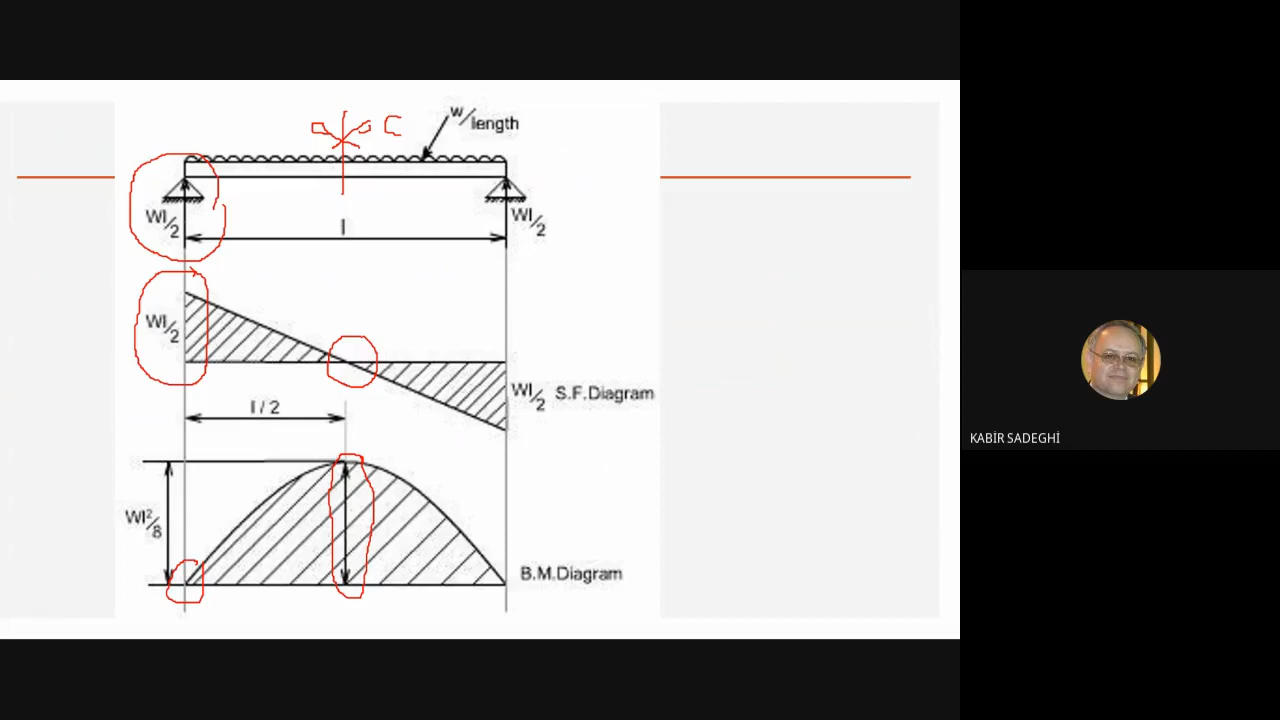 w/length
C
Wl/2
Wl/2
l
Wl/2
Wl/2 S.F.Diagram
l/2
Wl²/8
B.M.Diagram
KABİR SADEGHİ